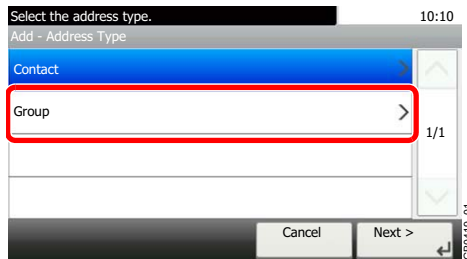 Select the address type.
10:10
Add - Address Type
Contact
Group
1/1
Cancel
Next >